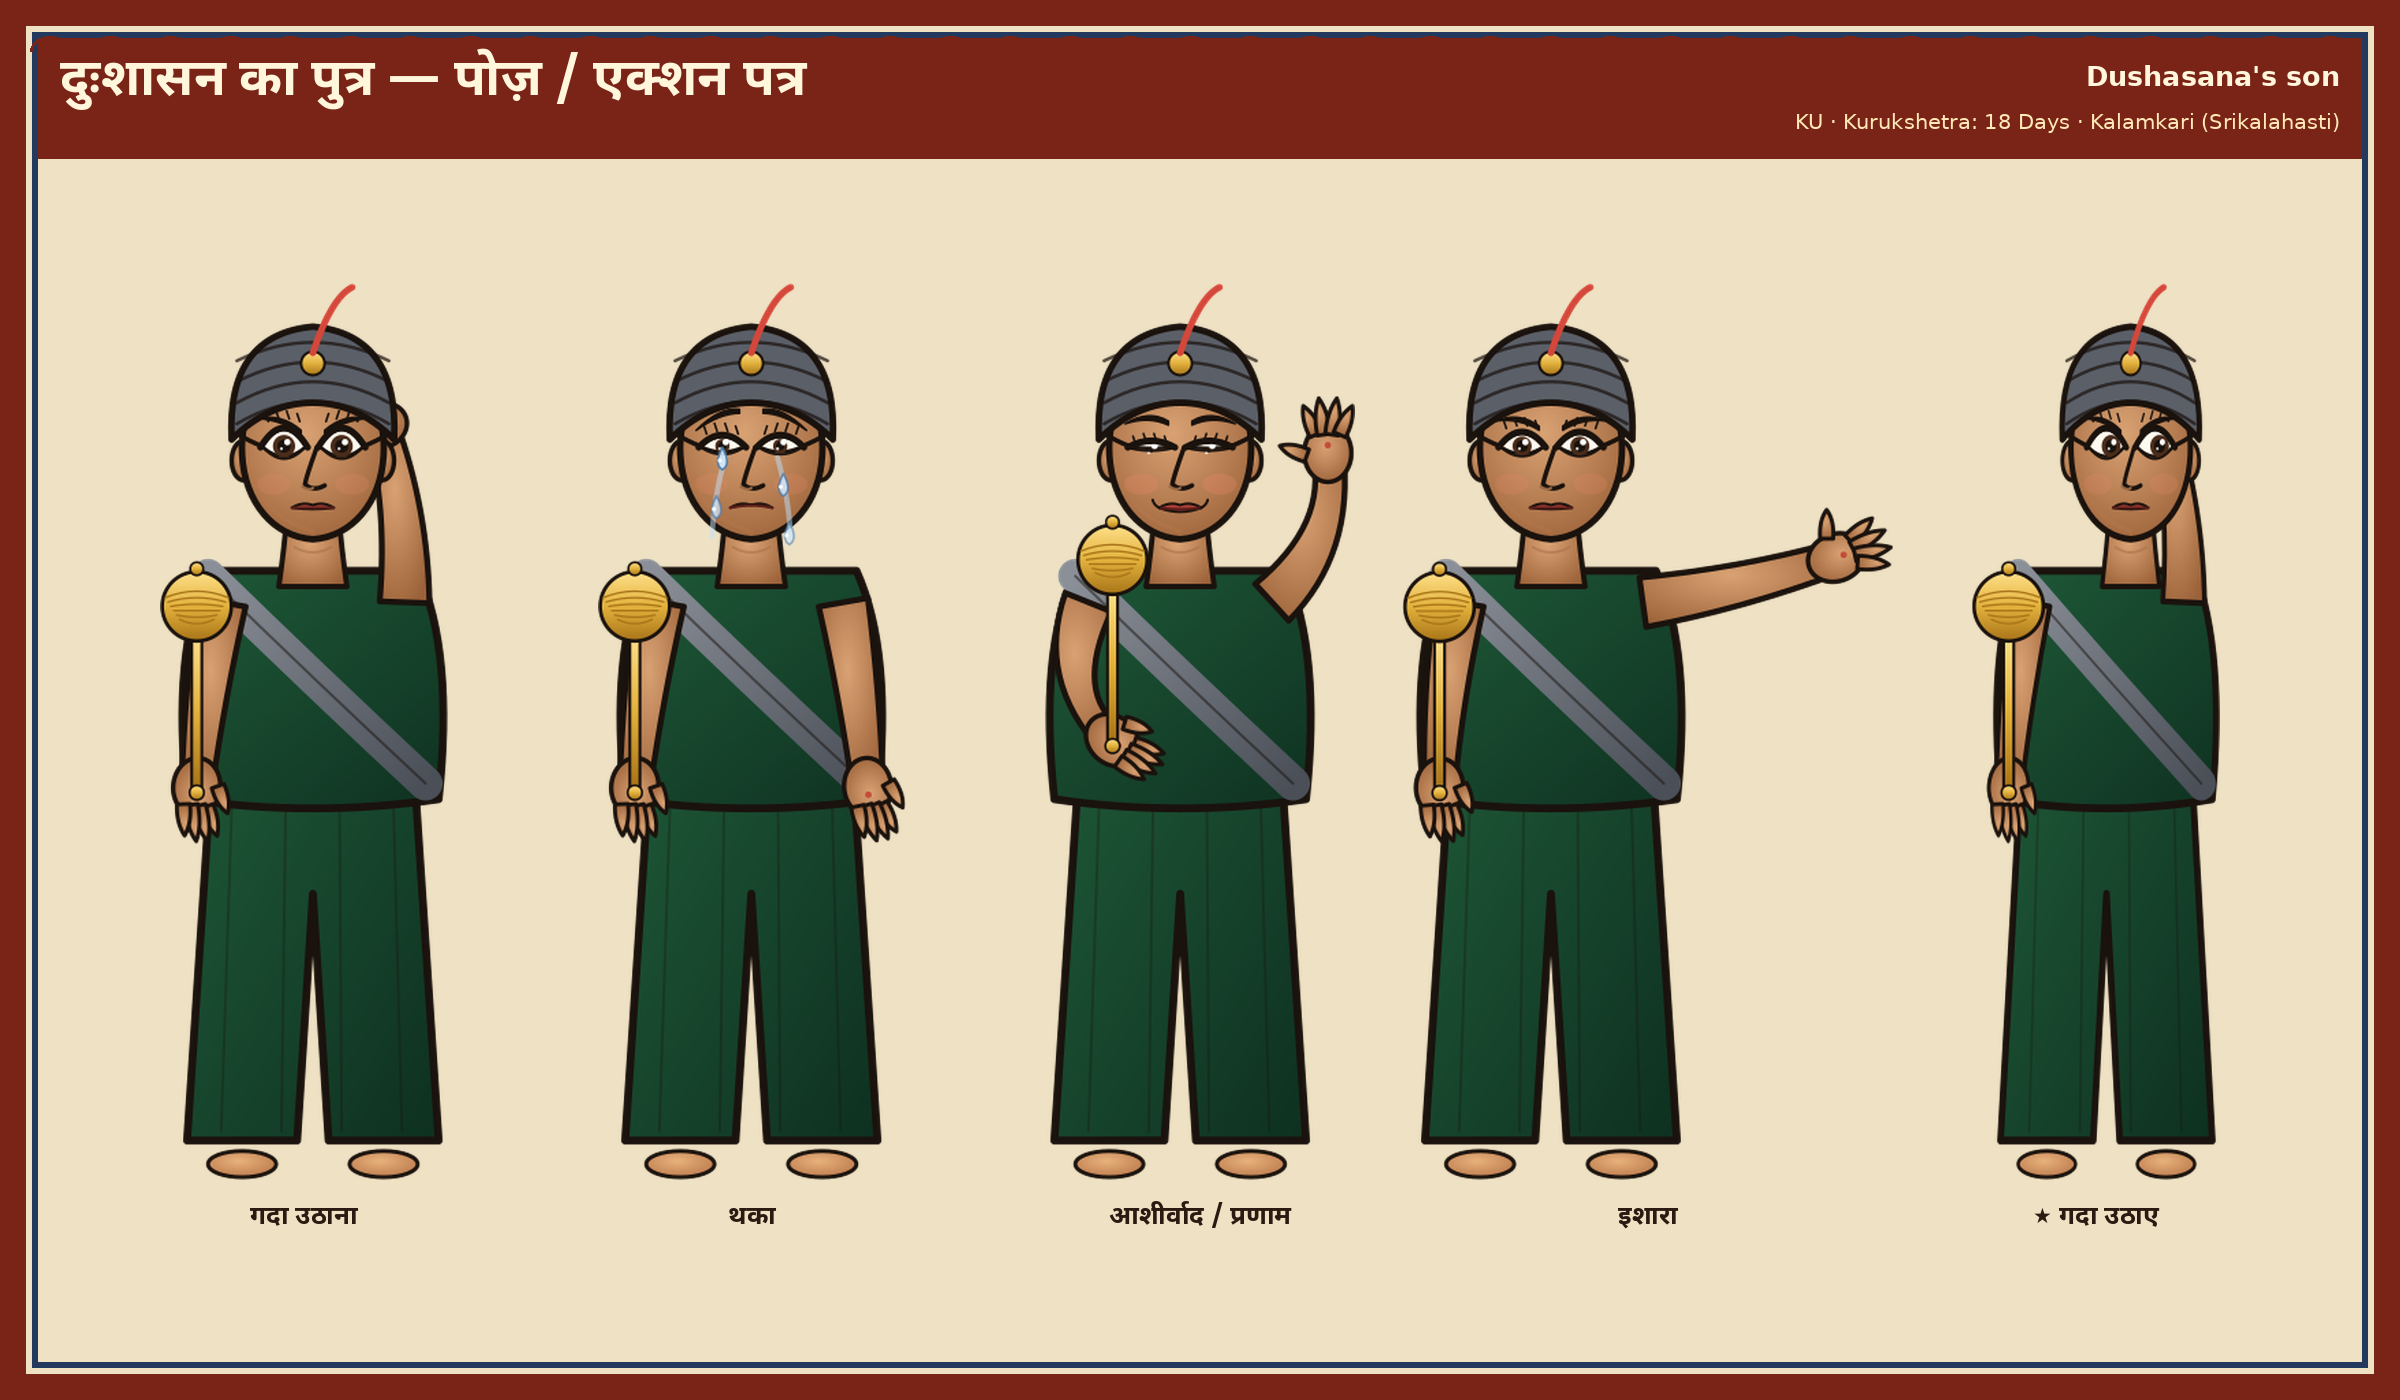 दुःशासन का पुत्र — पोज़ / एक्शन पत्र
Dushasana's son
KU · Kurukshetra: 18 Days · Kalamkari (Srikalahasti)
गदा उठाना
थका
आशीर्वाद / प्रणाम
इशारा
★ गदा उठाए